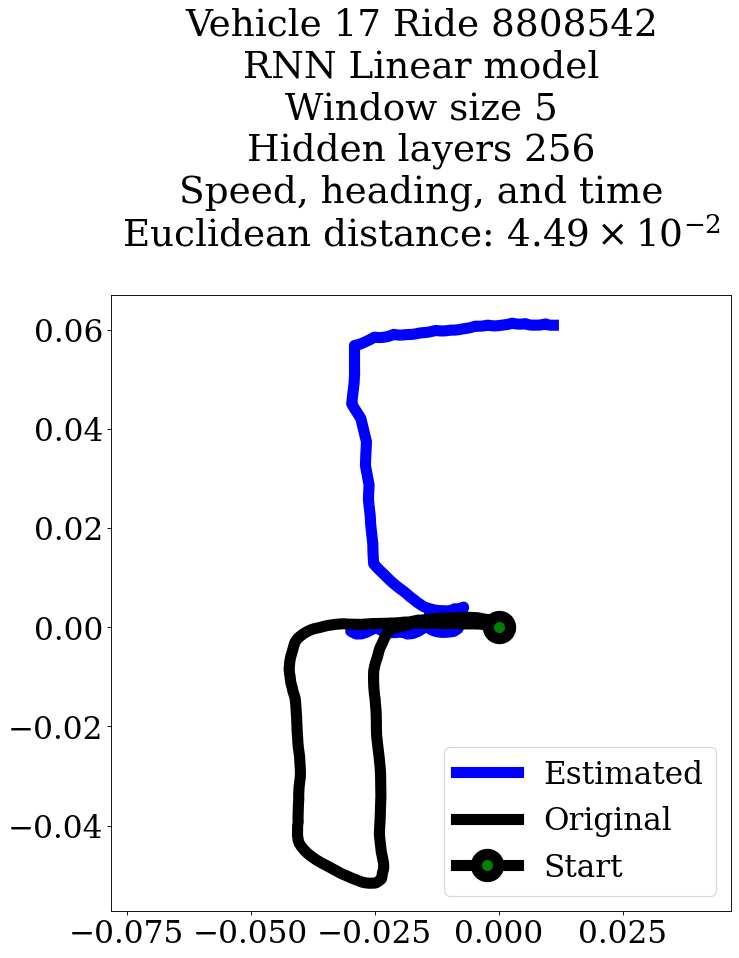 Vehicle 17 Ride 8808542
RNN Linear model
Window size 5
Hidden layers 256
Speed, heading, and time
Euclidean distance: 4.49 × 10⁻²
0.06
0.04
0.02
0.00
−0.02
−0.04
Estimated
Original
Start
−0.075 −0.050 −0.025 0.000 0.025